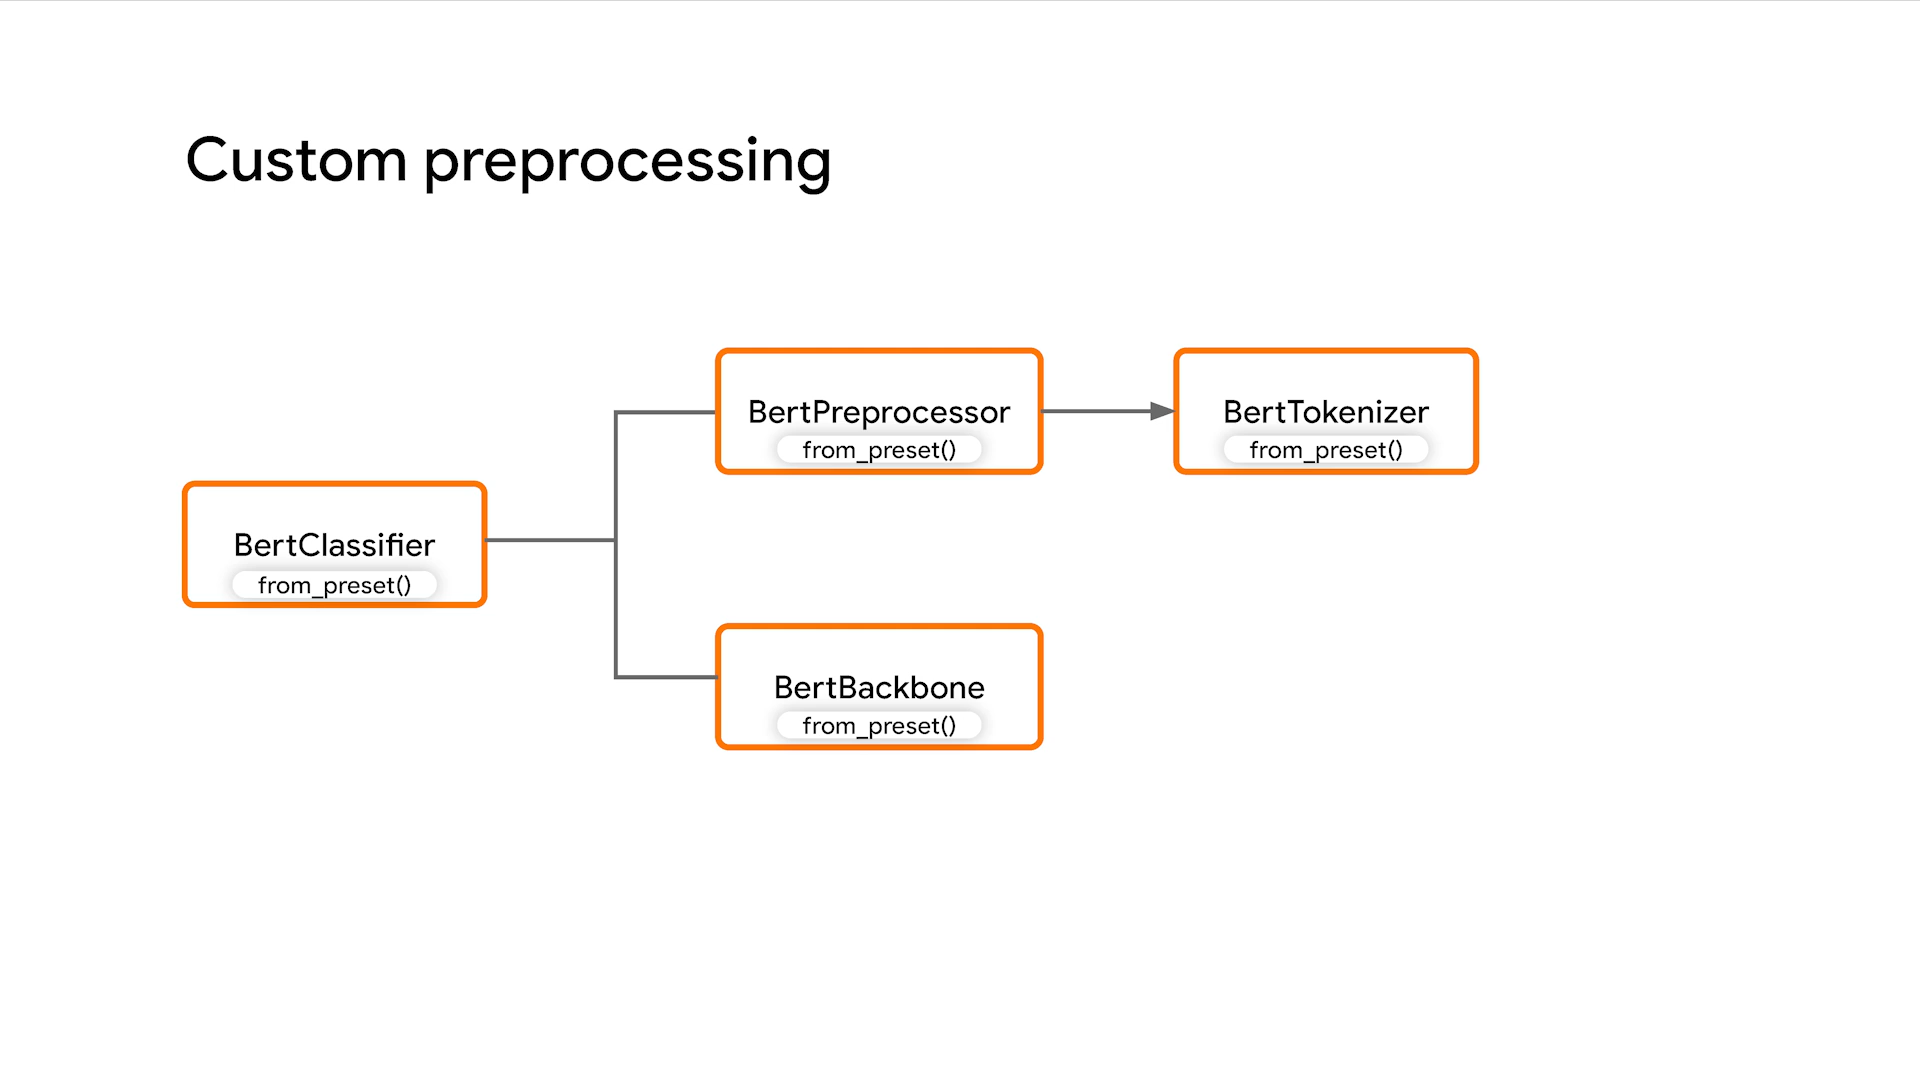 Custom preprocessing
BertPreprocessor
from_preset()
BertTokenizer
from_preset()
BertClassifier
from_preset()
BertBackbone
from_preset()